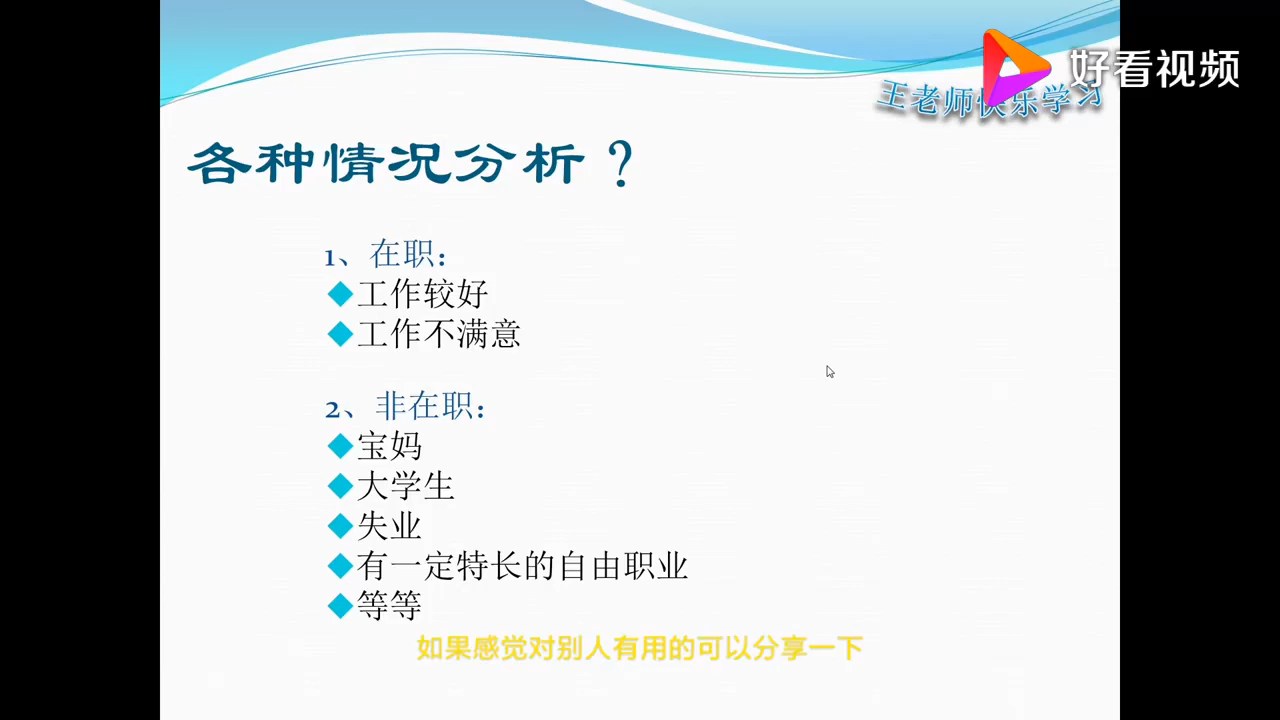 好看视频
王老师快乐学习
各种情况分析？
1、在职：
◆工作较好
◆工作不满意
2、非在职：
◆宝妈
◆大学生
◆失业
◆有一定特长的自由职业
◆等等
如果感觉对别人有用的可以分享一下